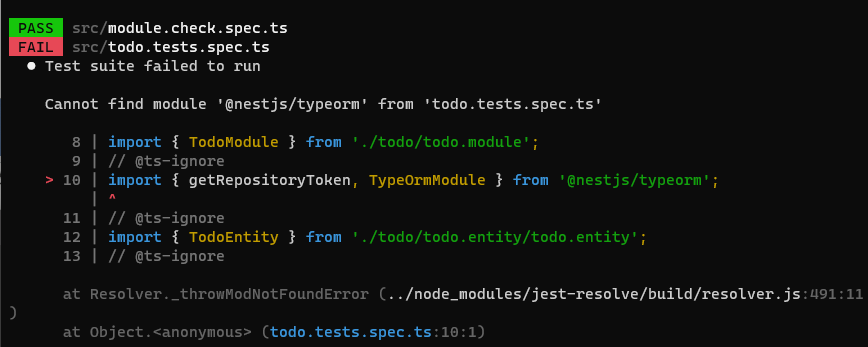 PASS src/module.check.spec.ts
FAIL src/todo.tests.spec.ts
● Test suite failed to run
Cannot find module '@nestjs/typeorm' from 'todo.tests.spec.ts'
8 | import { TodoModule } from './todo/todo.module';
9 | // @ts-ignore
> 10 | import { getRepositoryToken, TypeOrmModule } from '@nestjs/typeorm';
| ^
11 | // @ts-ignore
12 | import { TodoEntity } from './todo/todo.entity/todo.entity';
13 | // @ts-ignore
at Resolver._throwModNotFoundError (../node_modules/jest-resolve/build/resolver.js:491:11
)
at Object.<anonymous> (todo.tests.spec.ts:10:1)